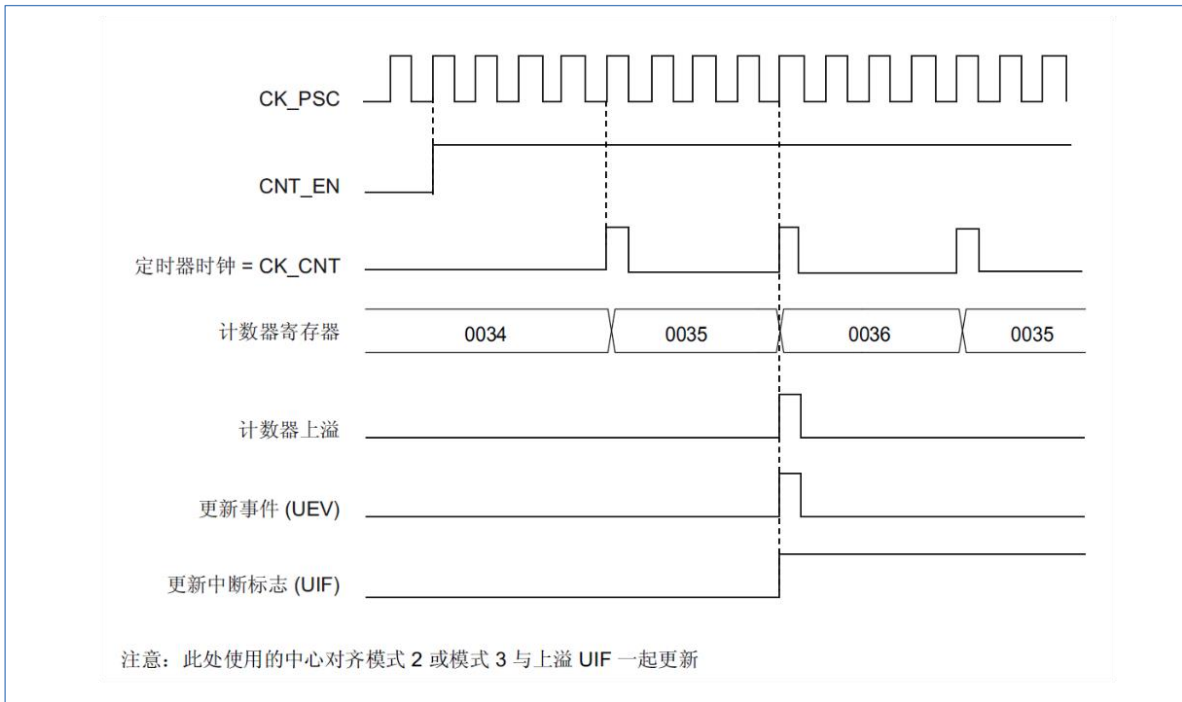 CK_PSC
CNT_EN
定时器时钟 = CK_CNT
计数器寄存器 0034 0035 0036 0035
计数器上溢
更新事件 (UEV)
更新中断标志 (UIF)
注意：此处使用的中心对齐模式 2 或模式 3 与上溢 UIF 一起更新